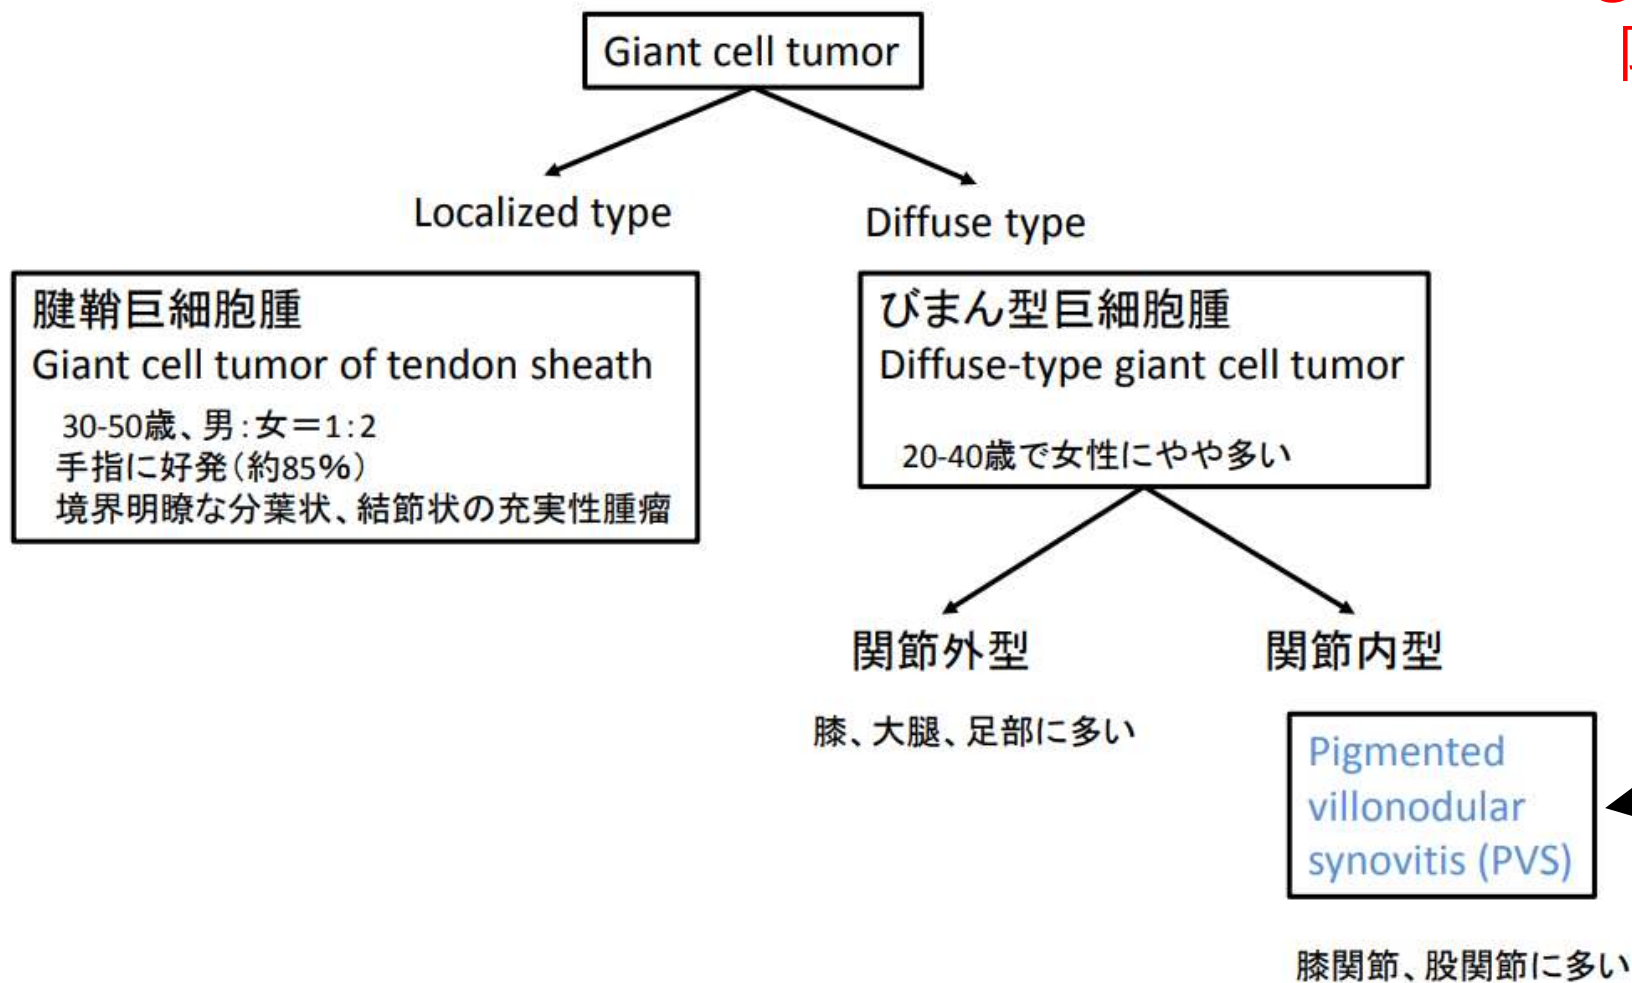 Giant cell tumor
Localized type
Diffuse type
腱鞘巨細胞腫
Giant cell tumor of tendon sheath
30-50歳、男:女=1:2
手指に好発(約85%)
境界明瞭な分葉状、結節状の充実性腫瘤
びまん型巨細胞腫
Diffuse-type giant cell tumor
20-40歳で女性にやや多い
関節外型
膝、大腿、足部に多い
関節内型
Pigmented
villonodular
synovitis (PVS)
膝関節、股関節に多い